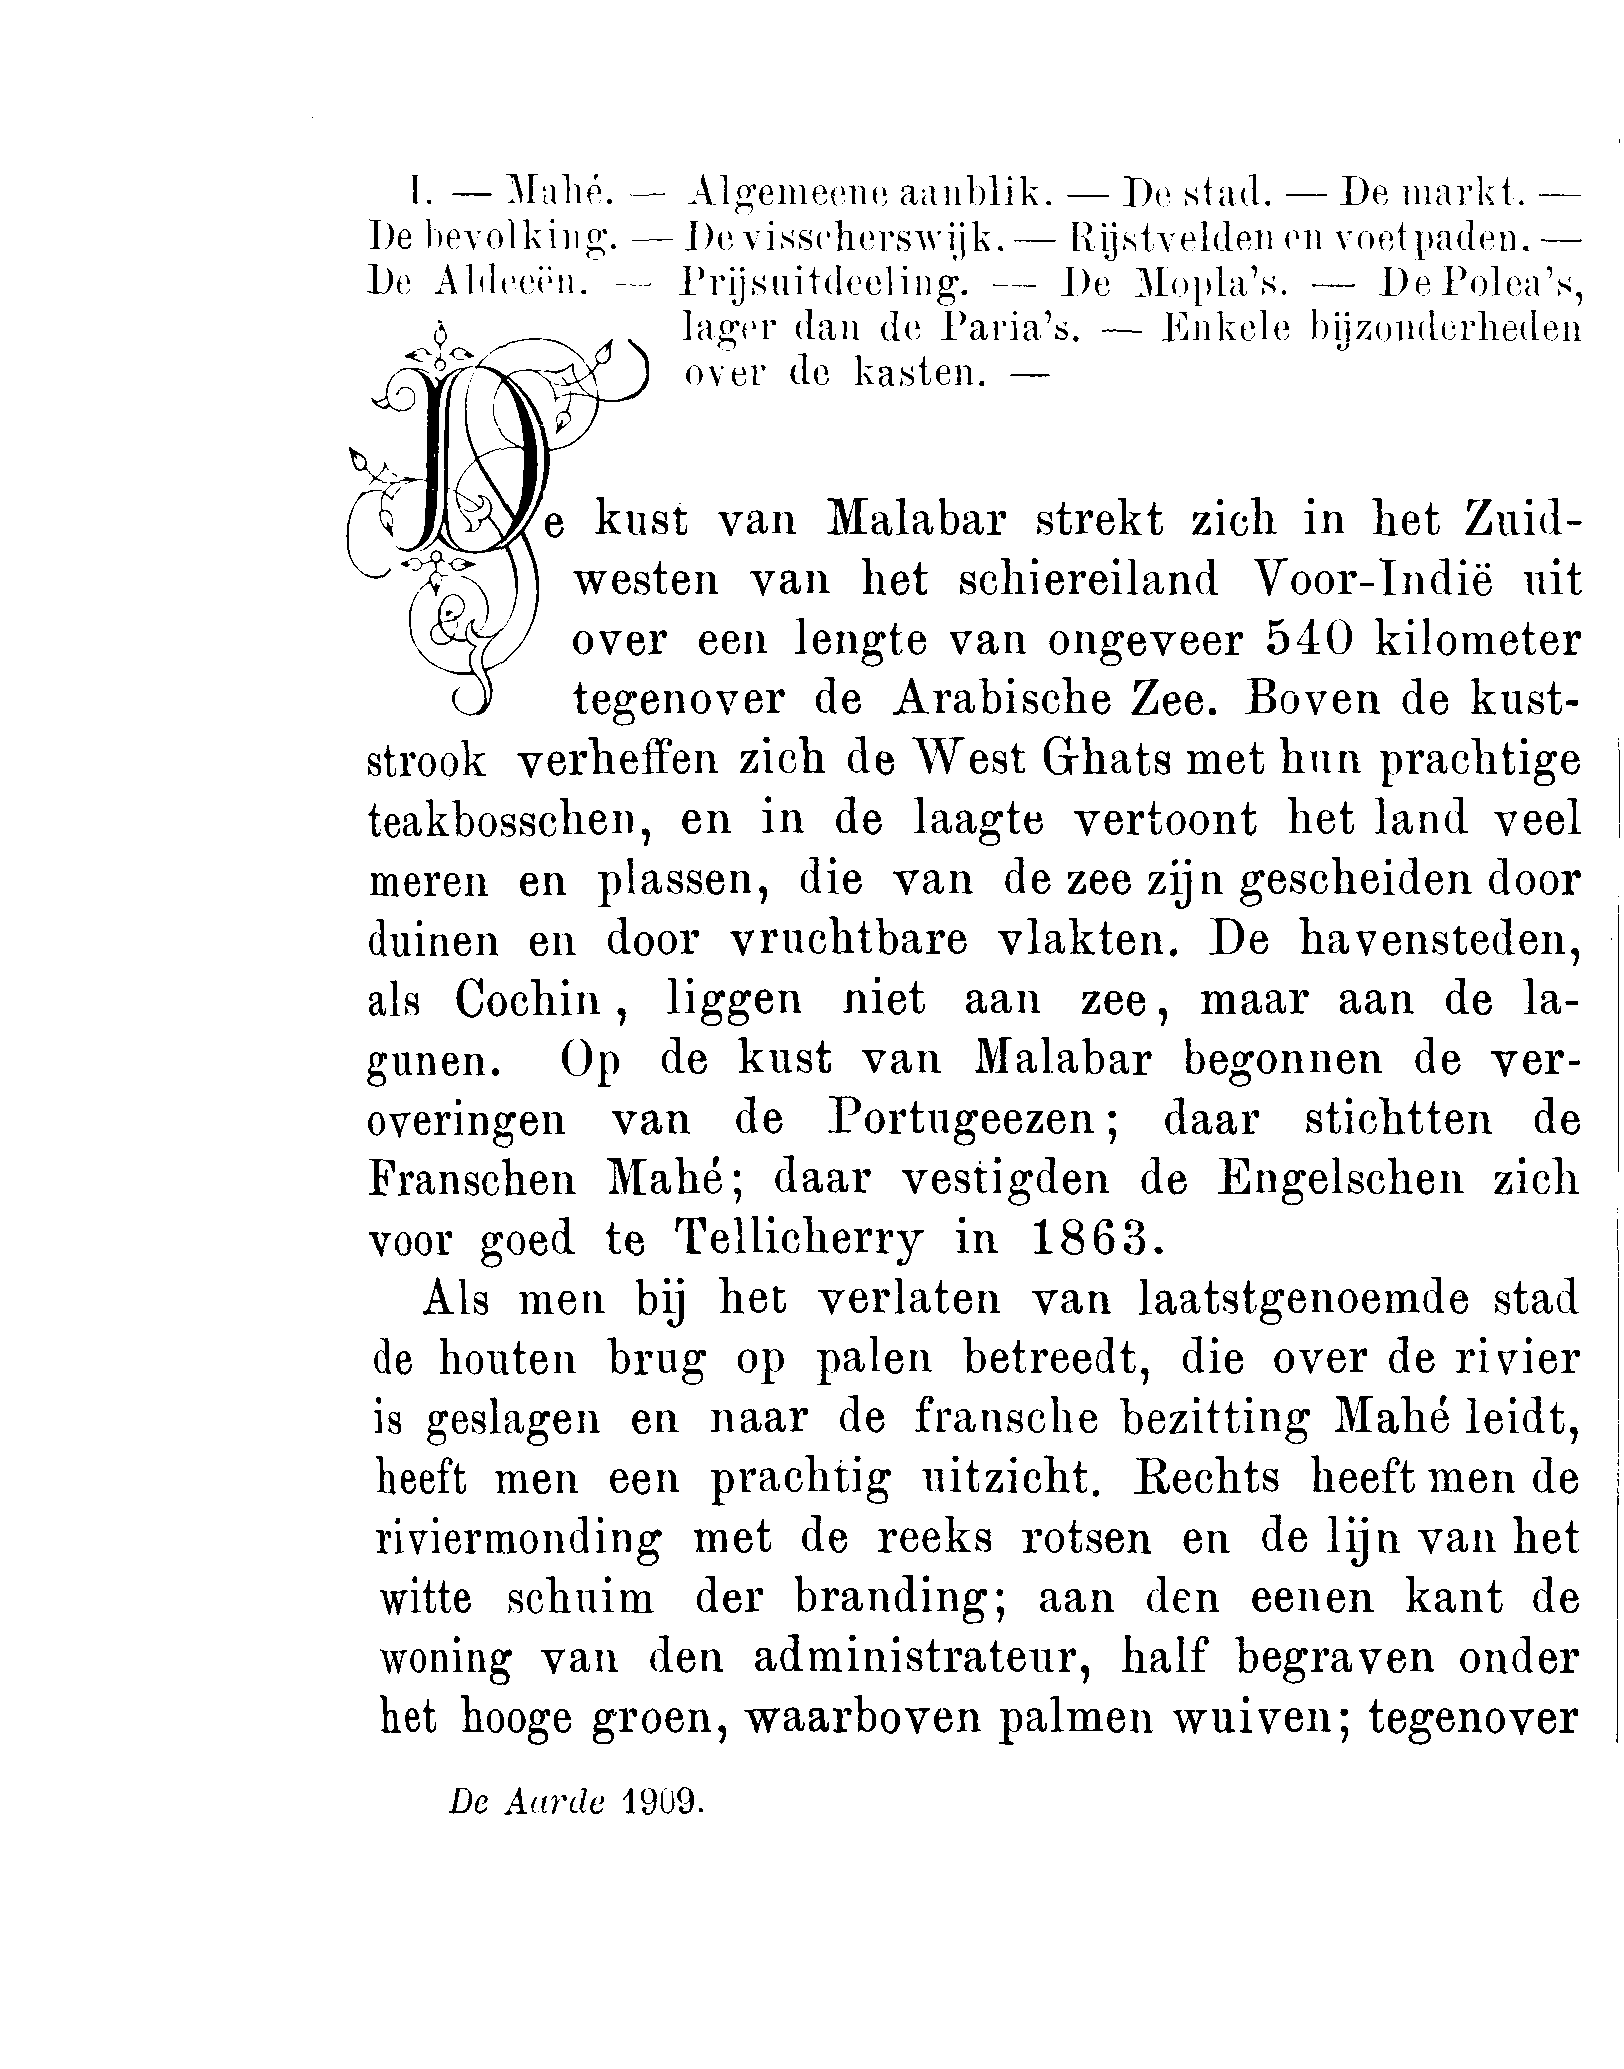 I. — Mahé. — Algemeene aanblik. — De stad. — De markt. —
De bevolking. — De visscherswijk. — Rijstvelden en voetpaden. —
De Aldeeën. — Prijsuitdeeling. — De Mopla's. — De Polea's,
lager dan de Paria's. — Enkele bijzonderheden
over de kasten. —
De kust van Malabar strekt zich in het Zuid-
westen van het schiereiland Voor-Indië uit
over een lengte van ongeveer 540 kilometer
tegenover de Arabische Zee. Boven de kust-
strook verheffen zich de West Ghats met hun prachtige
teakbosschen, en in de laagte vertoont het land veel
meren en plassen, die van de zee zijn gescheiden door
duinen en door vruchtbare vlakten. De havensteden,
als Cochin, liggen niet aan zee, maar aan de la-
gunen. Op de kust van Malabar begonnen de ver-
overingen van de Portugeezen; daar stichtten de
Franschen Mahé; daar vestigden de Engelschen zich
voor goed te Tellicherry in 1863.
Als men bij het verlaten van laatstgenoemde stad
de houten brug op palen betreedt, die over de rivier
is geslagen en naar de fransche bezitting Mahé leidt,
heeft men een prachtig uitzicht. Rechts heeft men de
riviermonding met de reeks rotsen en de lijn van het
witte schuim der branding; aan den eenen kant de
woning van den administrateur, half begraven onder
het hooge groen, waarboven palmen wuiven; tegenover
De Aarde 1909.